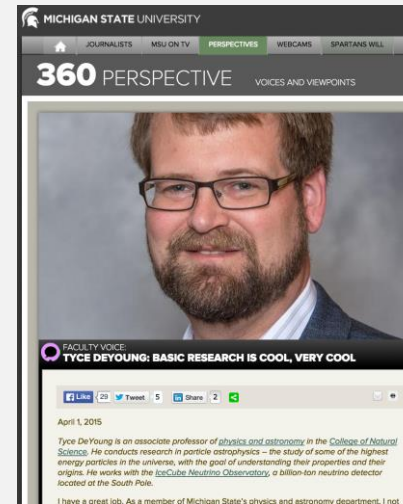 MICHIGAN STATE UNIVERSITY
JOURNALISTS MSU ON TV PERSPECTIVES WEBCAMS SPARTANS WILL
360 PERSPECTIVE VOICES AND VIEWPOINTS
FACULTY VOICE:
TYCE DEYOUNG: BASIC RESEARCH IS COOL, VERY COOL
Like 29 Tweet 5 Share 2
April 1, 2015
Tyce DeYoung is an associate professor of physics and astronomy in the College of Natural
Science. He conducts research in particle astrophysics – the study of some of the highest
energy particles in the universe, with the goal of understanding their properties and their
origins. He works with the IceCube Neutrino Observatory, a billion-ton neutrino detector
located at the South Pole.
I have a great job. As a member of Michigan State's physics and astronomy department, I not